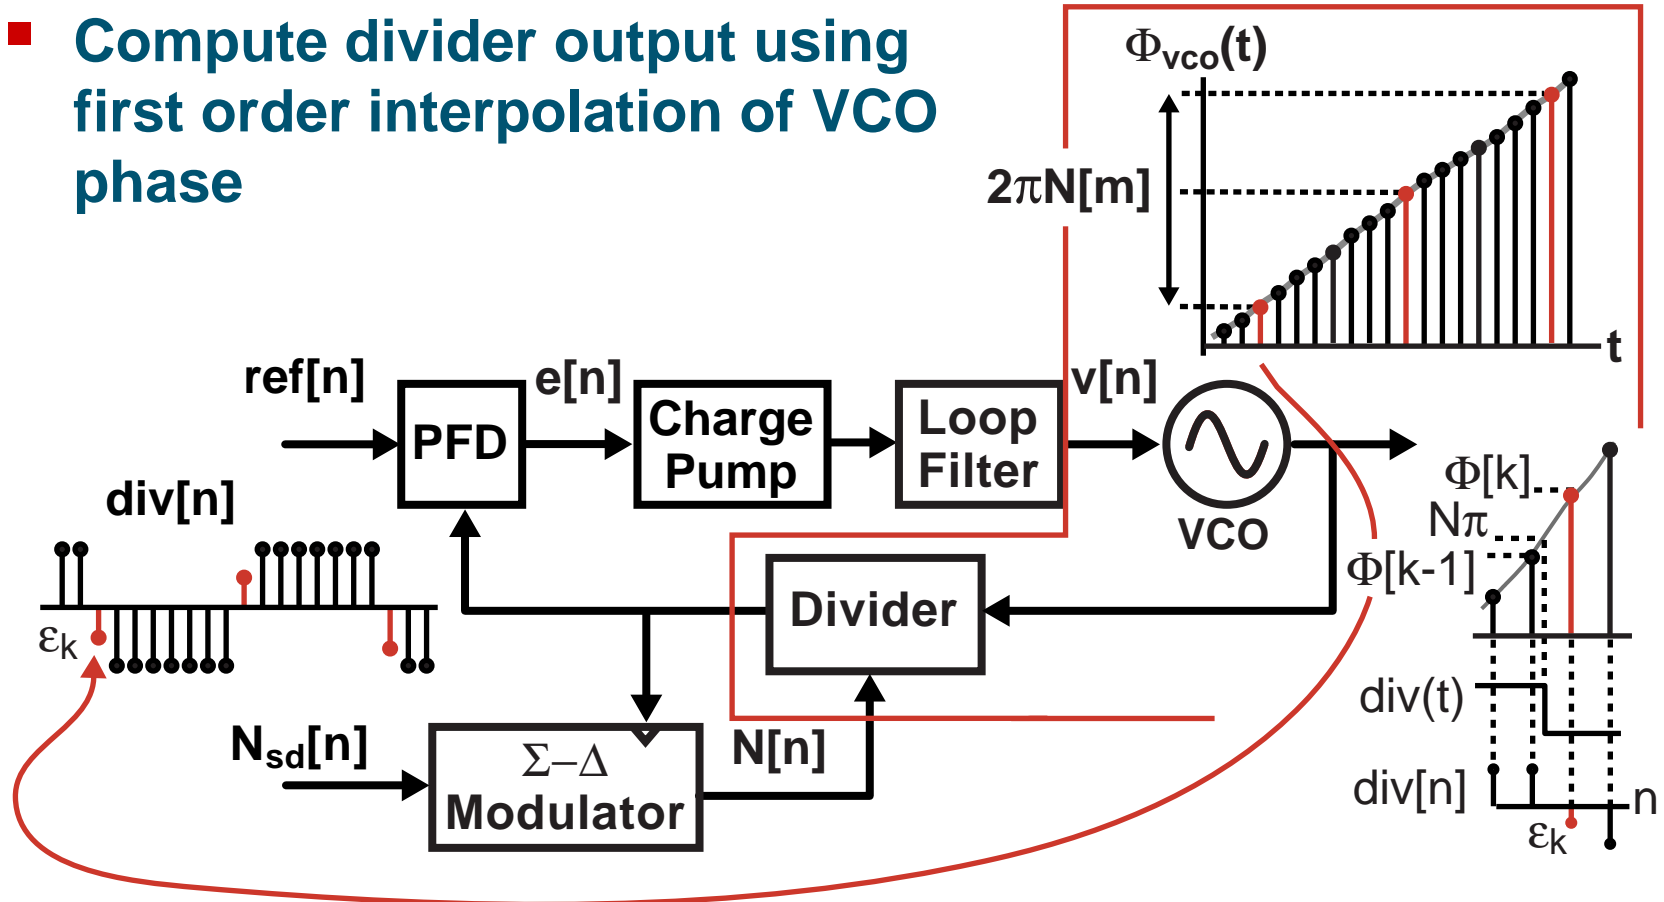 Compute divider output using
first order interpolation of VCO
phase
Φvco(t)
2πN[m]
t
ref[n]
e[n]
v[n]
PFD
Charge
Pump
Loop
Filter
VCO
div[n]
εk
Divider
Nsd[n]
Σ–Δ
Modulator
N[n]
Φ[k]
Nπ
Φ[k-1]
div(t)
div[n]
n
εk